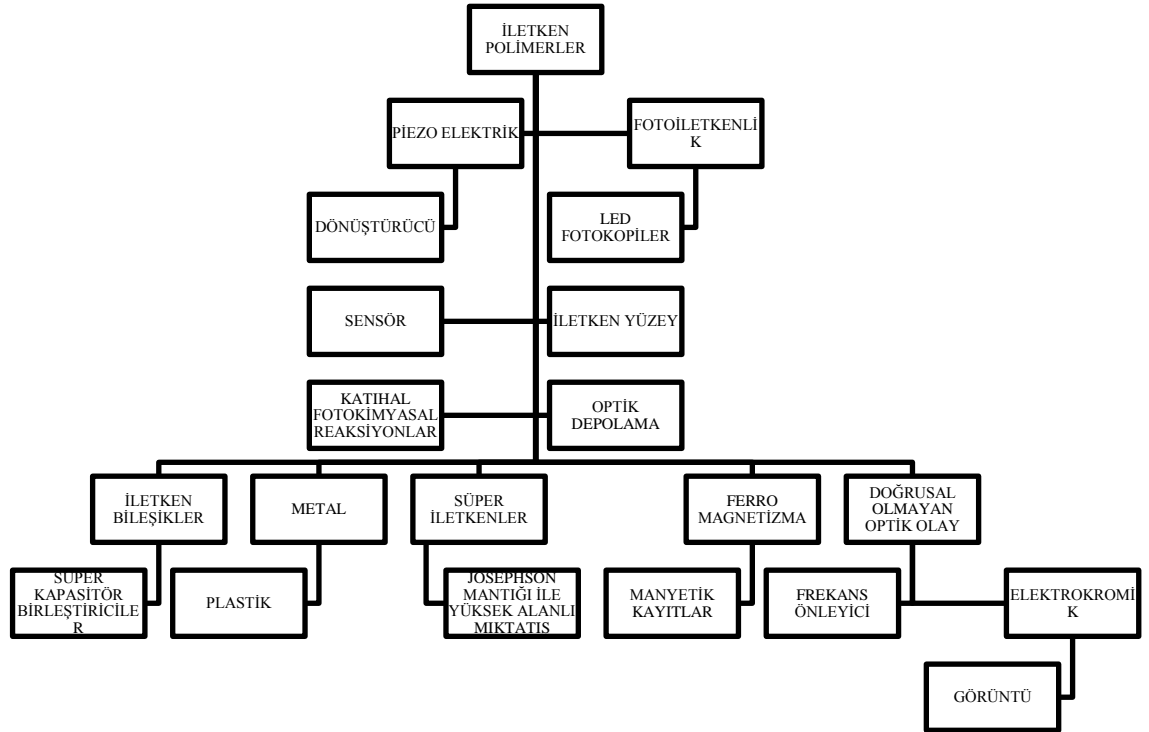 İLETKEN
POLİMERLER
PİEZO ELEKTRİK
FOTOİLETKENLİ
K
DÖNÜŞTÜRÜCÜ
LED
FOTOKOPİLER
SENSÖR
İLETKEN YÜZEY
KATIHAL
FOTOKİMYASAL
REAKSİYONLAR
OPTİK
DEPOLAMA
İLETKEN
BİLEŞİKLER
METAL
SÜPER
İLETKENLER
FERRO
MAGNETİZMA
DOĞRUSAL
OLMAYAN
OPTİK OLAY
SÜPER
KAPASİTÖR
BİRLEŞTİRİCİLE
R
PLASTİK
JOSEPHSON
MANTIĞI İLE
YÜKSEK ALANLI
MIKTATIS
MANYETİK
KAYITLAR
FREKANS
ÖNLEYİCİ
ELEKTROKROMİ
K
GÖRÜNTÜ